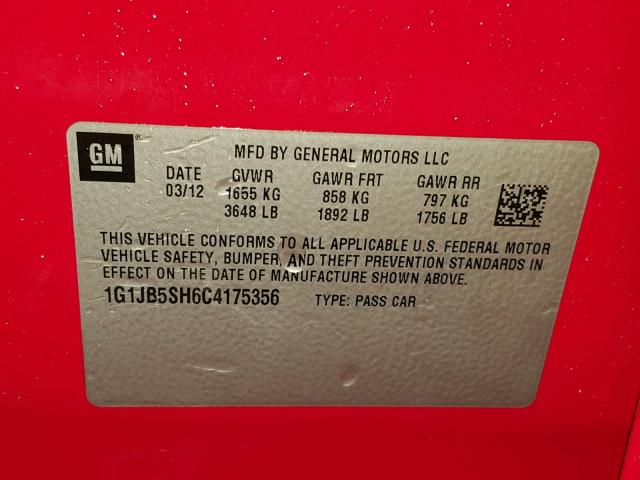 GM®
MFD BY GENERAL MOTORS LLC
DATE GVWR GAWR FRT GAWR RR
03/12 1655 KG 858 KG 797 KG
3648 LB 1892 LB 1756 LB
THIS VEHICLE CONFORMS TO ALL APPLICABLE U.S. FEDERAL MOTOR
VEHICLE SAFETY, BUMPER, AND THEFT PREVENTION STANDARDS IN
EFFECT ON THE DATE OF MANUFACTURE SHOWN ABOVE.
1G1JB5SH6C4175356 TYPE: PASS CAR